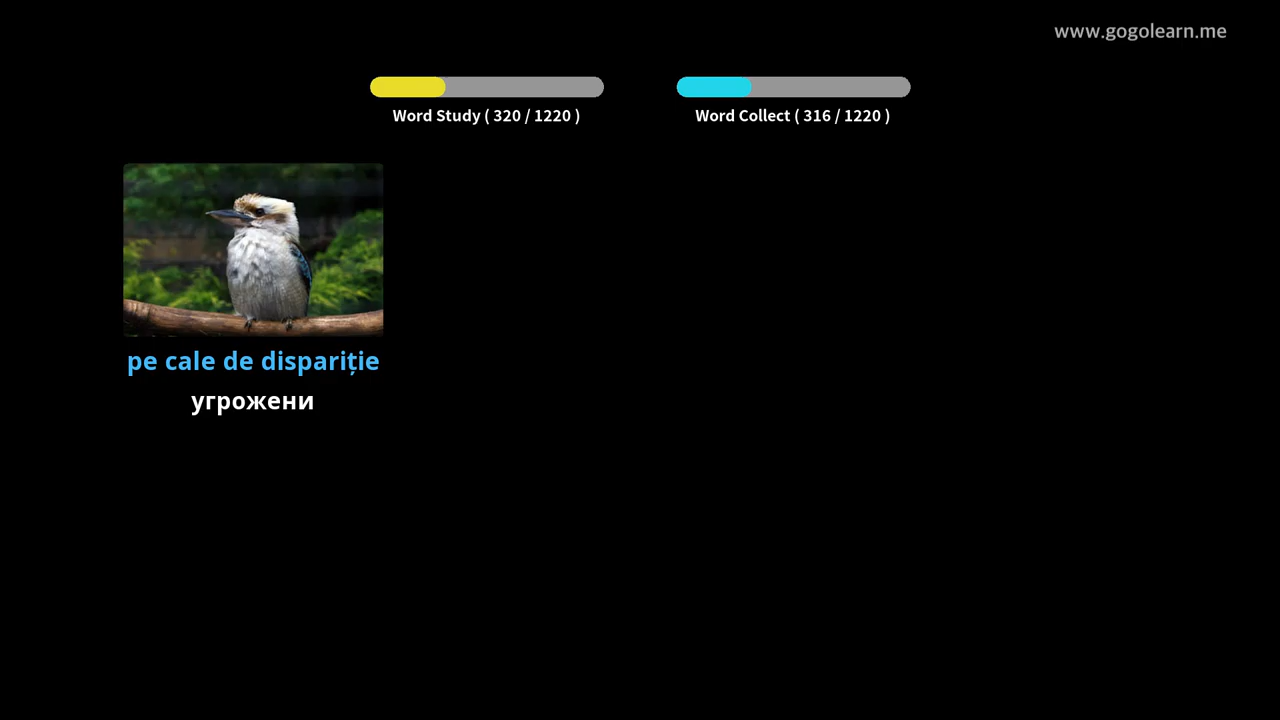 www.gogolearn.me
Word Study ( 320 / 1220 )
Word Collect ( 316 / 1220 )
pe cale de dispariție
угрожени